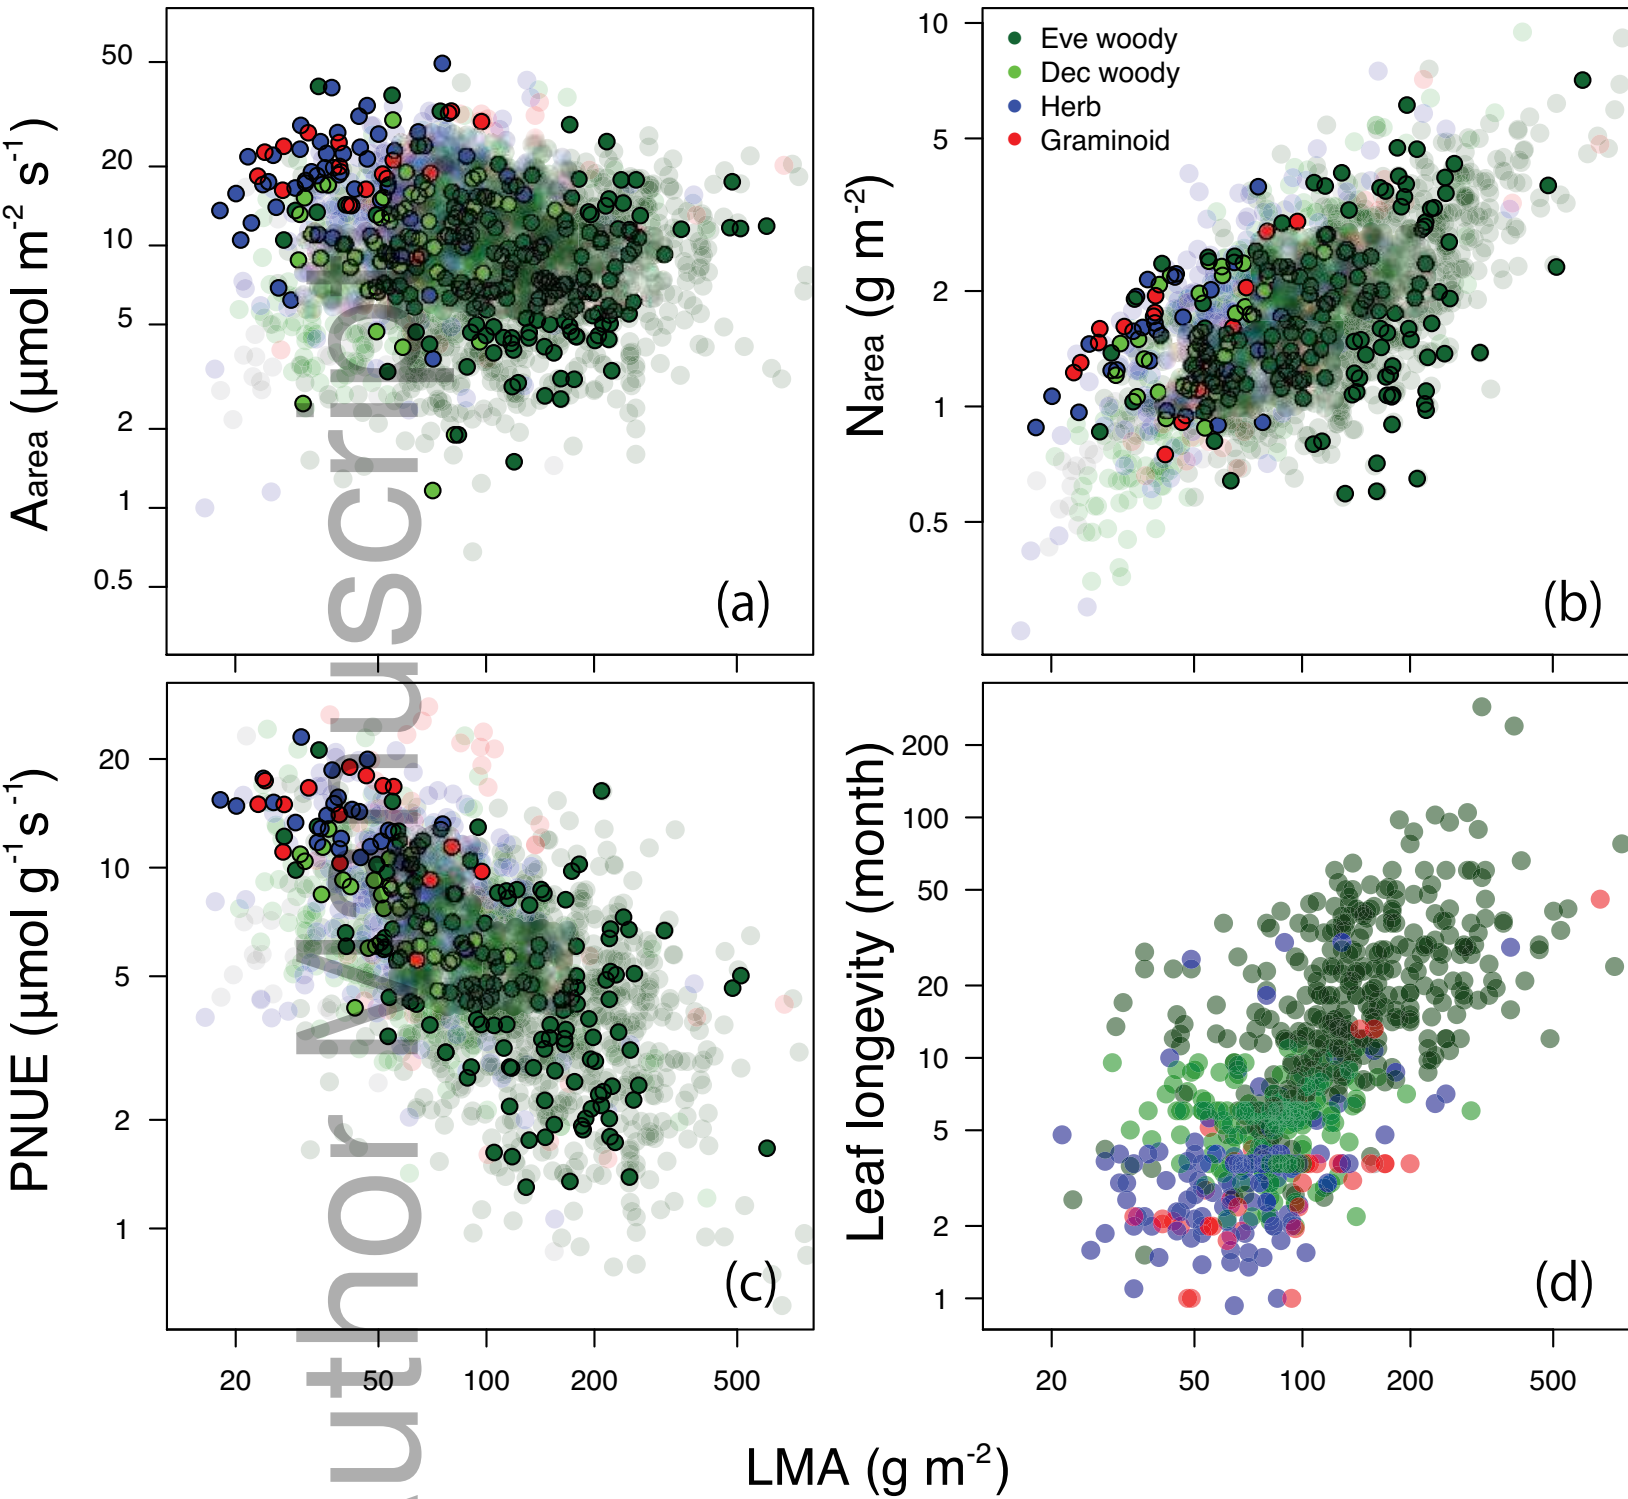 50
20
10
5
2
1
0.5
Aarea (μmol m-2 s-1)
(a)
10
5
2
1
0.5
Narea (g m-2)
Eve woody
Dec woody
Herb
Graminoid
(b)
20
10
5
2
1
PNUE (μmol g-1s-1)
(c)
200
100
50
20
10
5
2
1
Leaf longevity (month)
(d)
20 50 100 200 500
20 50 100 200 500
LMA (g m-2)
uthor Manuscript